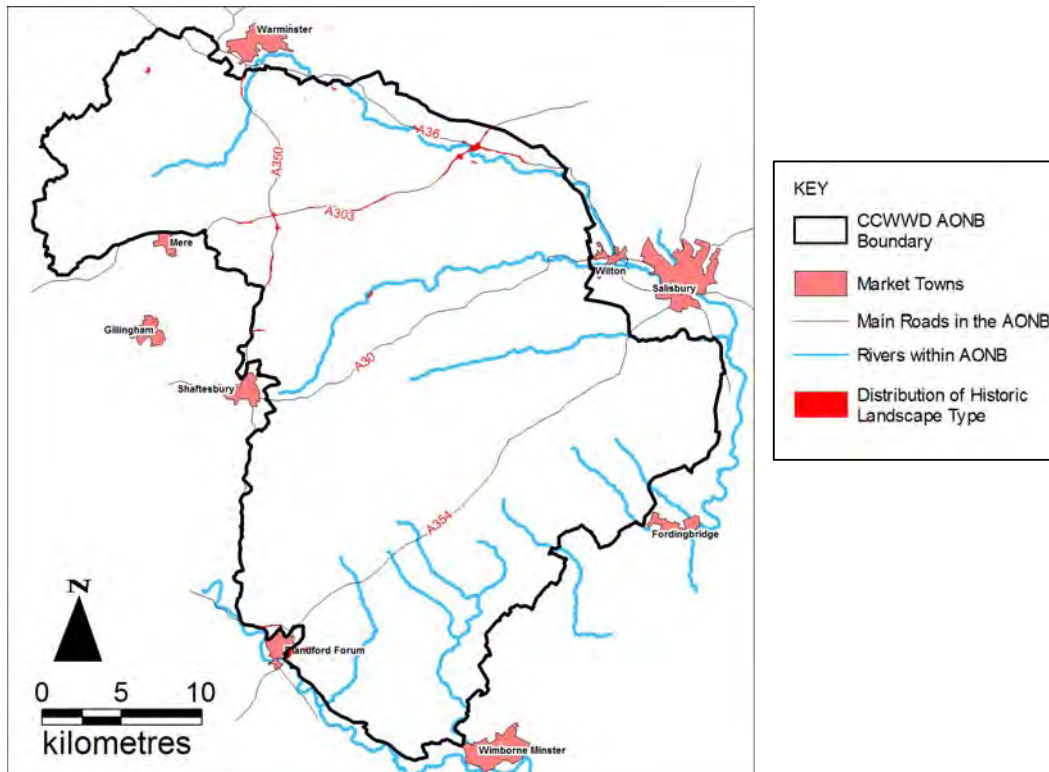 Warminster
A36
A350
A303
Mere
Wilton
Salisbury
Gillingham
A30
Shaftesbury
A354
Fordingbridge
Blandford Forum
Wimborne Minster
N
0 5 10
kilometres
KEY
CCWWD AONB
Boundary
Market Towns
Main Roads in the AONB
Rivers within AONB
Distribution of Historic
Landscape Type